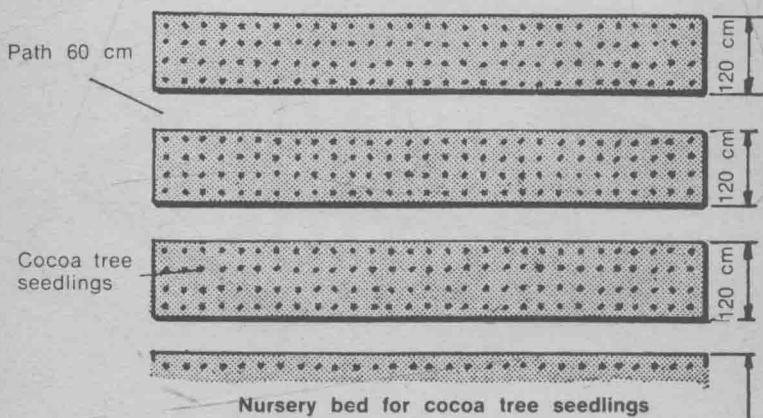 120 cm
Path 60 cm
120 cm
Cocoa tree
seedlings
120 cm
Nursery bed for cocoa tree seedlings